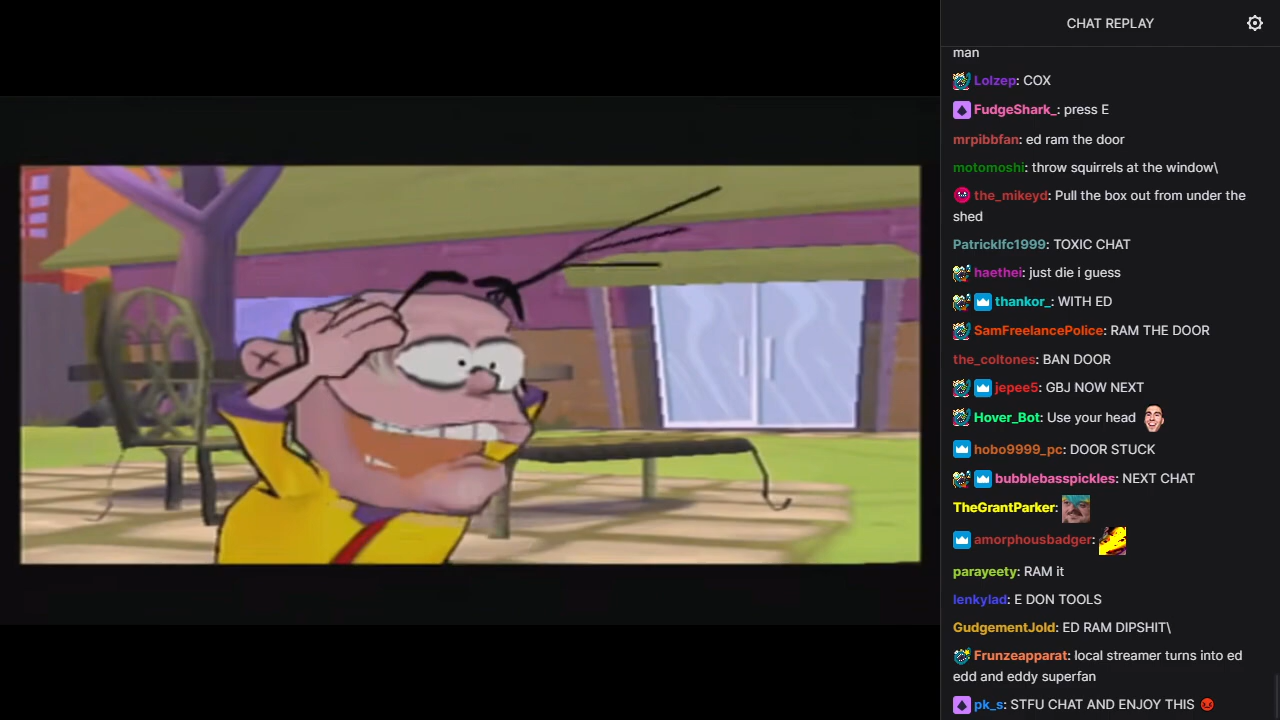 CHAT REPLAY
man
Lolzep: COX
FudgeShark_: press E
mrpibbfan: ed ram the door
motomoshi: throw squirrels at the window\
the_mikeyd: Pull the box out from under the
shed
Patricklfc1999: TOXIC CHAT
haethei: just die i guess
thankor_: WITH ED
SamFreelancePolice: RAM THE DOOR
the_coltones: BAN DOOR
jepee5: GBJ NOW NEXT
Hover_Bot: Use your head
hobo9999_pc: DOOR STUCK
bubblebasspickles: NEXT CHAT
TheGrantParker:
amorphousbadger:
parayeety: RAM it
lenkylad: E DON TOOLS
GudgementJold: ED RAM DIPSHIT\
Frunzeapparat: local streamer turns into ed
edd and eddy superfan
pk_s: STFU CHAT AND ENJOY THIS